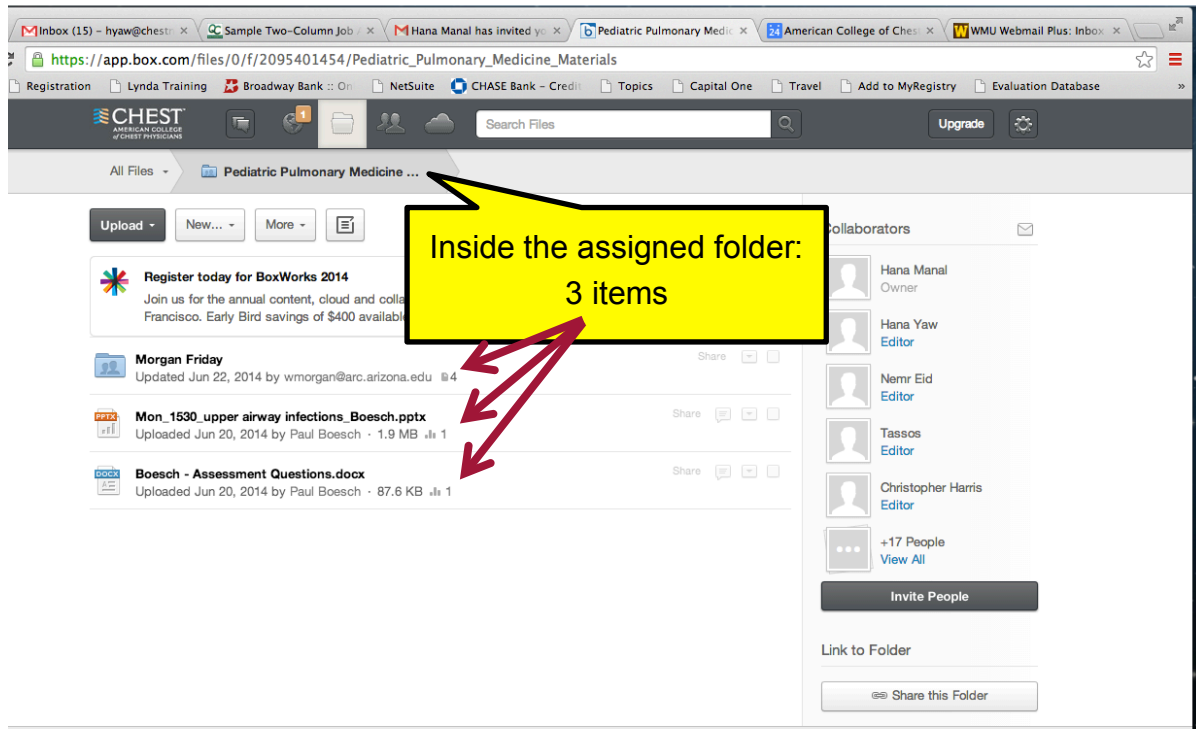 Inbox (15) – hyaw@chestn
Sample Two-Column Job
Hana Manal has invited yo
Pediatric Pulmonary Medic
24 American College of Ches
WMU Webmail Plus: Inbox
https://app.box.com/files/0/f/2095401454/Pediatric_Pulmonary_Medicine_Materials
Registration Lynda Training Broadway Bank :: On NetSuite CHASE Bank – Credit Topics Capital One Travel Add to MyRegistry Evaluation Database »
CHEST
AMERICAN COLLEGE
of CHEST PHYSICIANS
1
Search Files
Upgrade
All Files Pediatric Pulmonary Medicine ...
Upload New... More
Inside the assigned folder:
3 items
Register today for BoxWorks 2014
Join us for the annual content, cloud and colla
Francisco. Early Bird savings of $400 availabl
Morgan Friday Share
Updated Jun 22, 2014 by wmorgan@arc.arizona.edu 4
PPTX Mon_1530_upper airway infections_Boesch.pptx Share
Uploaded Jun 20, 2014 by Paul Boesch · 1.9 MB 1
DOCX Boesch - Assessment Questions.docx Share
Uploaded Jun 20, 2014 by Paul Boesch · 87.6 KB 1
Collaborators
Hana Manal
Owner
Hana Yaw
Editor
Nemr Eid
Editor
Tassos
Editor
Christopher Harris
Editor
+17 People
View All
Invite People
Link to Folder
Share this Folder